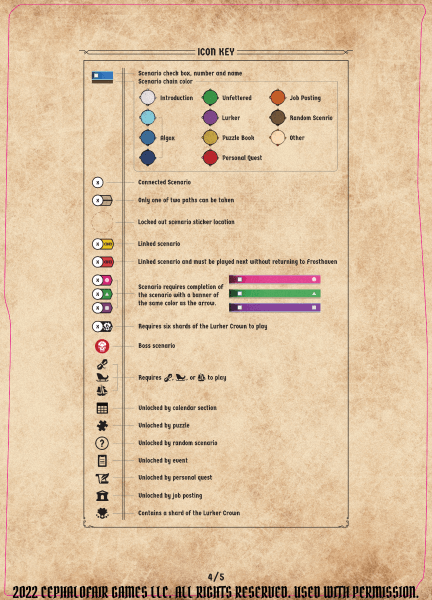 ICON KEY
Scenario check box, number and name
Scenario chain color
Introduction
Unfettered
Job Posting
Lurker
Random Scenario
Algox
Puzzle Book
Other
Personal Quest
Connected Scenario
Only one of two paths can be taken
Locked out scenario sticker location
Linked scenario
Linked scenario and must be played next without returning to Frosthaven
Scenario requires completion of
the scenario with a banner of
the same color as the arrow.
Requires six shards of the Lurker Crown to play
Boss scenario
Requires , , or to play
Unlocked by calendar section
Unlocked by puzzle
? Unlocked by random scenario
Unlocked by event
Unlocked by personal quest
Unlocked by job posting
Contains a shard of the Lurker Crown
4/5
2022 CEPHALOFAIR GAMES LLC. ALL RIGHTS RESERVED. USED WITH PERMISSION.